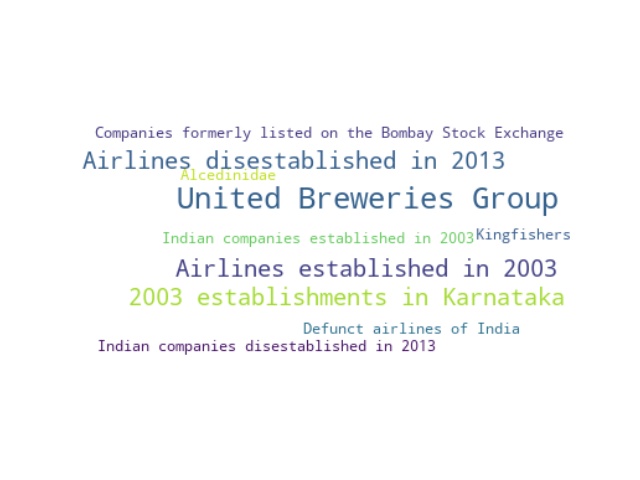 Companies formerly listed on the Bombay Stock Exchange
Airlines disestablished in 2013
Alcedinidae
United Breweries Group
Kingfishers
Indian companies established in 2003
Airlines established in 2003
2003 establishments in Karnataka
Defunct airlines of India
Indian companies disestablished in 2013